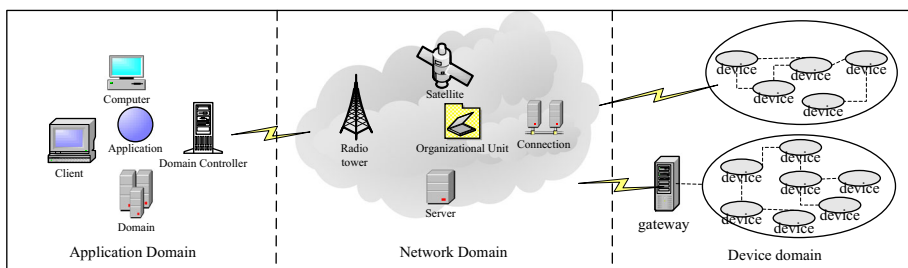 Computer
Application
Client
Domain Controller
Domain
Application Domain
Satellite
Radio
tower
Organizational Unit
Connection
Server
Network Domain
device
device
device
device
device
gateway
device
device
device
device
device
device
device
Device domain